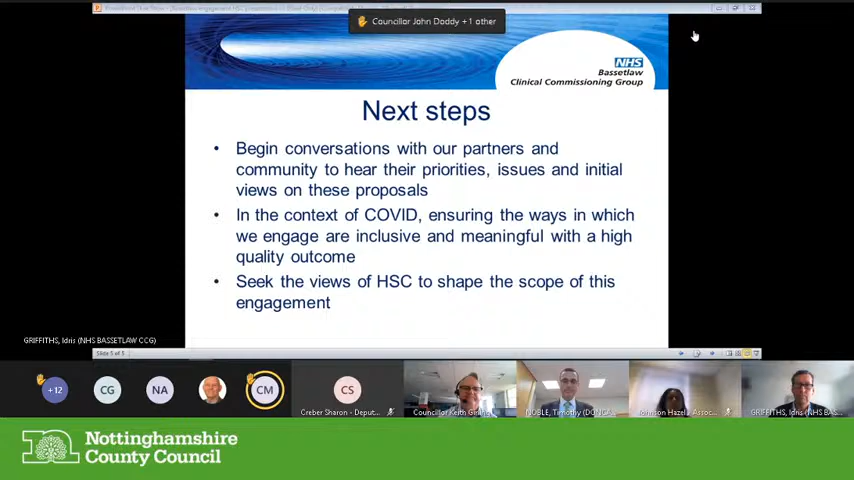 Councillor John Doddy +1 other
NHS
Bassetlaw
Clinical Commissioning Group
Next steps
• Begin conversations with our partners and
community to hear their priorities, issues and initial
views on these proposals
• In the context of COVID, ensuring the ways in which
we engage are inclusive and meaningful with a high
quality outcome
• Seek the views of HSC to shape the scope of this
engagement
GRIFFITHS, Idris (NHS BASSETLAW CCG)
Slide 5 of 5
+12
CG
NA
CM
CS
Creber Sharon - Deput...
Councillor Keith
NOBLE, Timothy (DONCA
Hazel - Assoc...
GRIFFITHS, Idris (NHS BAS...
Nottinghamshire
County Council